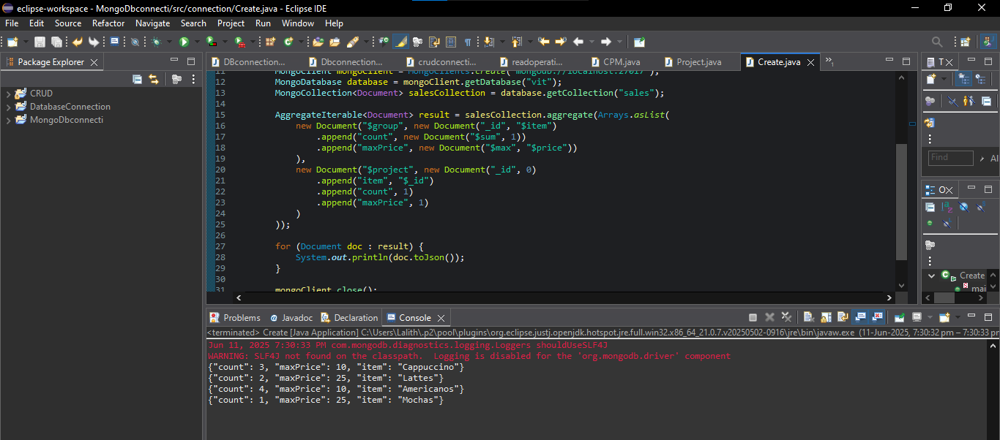 eclipse-workspace - MongoDbconnecti/src/connection/Create.java - Eclipse IDE
File Edit Source Refactor Navigate Search Project Run Window Help
Package Explorer
CRUD
DatabaseConnection
MongoDbconnecti
DBconnection... Dbconnection... crudconnecti... readoperati... CPM.java Project.java Create.java »1
11 MongoClient mongoClient = MongoClients.create("mongodb://localhost:27017");
12 MongoDatabase database = mongoClient.getDatabase("vit");
13 MongoCollection<Document> salesCollection = database.getCollection("sales");
14
15 AggregateIterable<Document> result = salesCollection.aggregate(Arrays.asList(
16 new Document("$group", new Document("_id", "$item")
17 .append("count", new Document("$sum", 1))
18 .append("maxPrice", new Document("$max", "$price"))
19 ),
20 new Document("$project", new Document("_id", 0)
21 .append("item", "$_id")
22 .append("count", 1)
23 .append("maxPrice", 1)
24 )
25 ));
26
27 for (Document doc : result) {
28 System.out.println(doc.toJson());
29 }
30
31 mongoClient.close();
T
Find
Al
O
Create
mai
Problems Javadoc Declaration Console
<terminated> Create [Java Application] C:\Users\Lalith\.p2\pool\plugins\org.eclipse.justj.openjdk.hotspot.jre.full.win32.x86_64_21.0.7.v20250502-0916\jre\bin\javaw.exe (11-Jun-2025, 7:30:32 pm – 7:30:33 pr
Jun 11, 2025 7:30:33 PM com.mongodb.diagnostics.logging.Loggers shouldUseSLF4J
WARNING: SLF4J not found on the classpath. Logging is disabled for the 'org.mongodb.driver' component
{"count": 3, "maxPrice": 10, "item": "Cappuccino"}
{"count": 2, "maxPrice": 25, "item": "Lattes"}
{"count": 4, "maxPrice": 10, "item": "Americanos"}
{"count": 1, "maxPrice": 25, "item": "Mochas"}